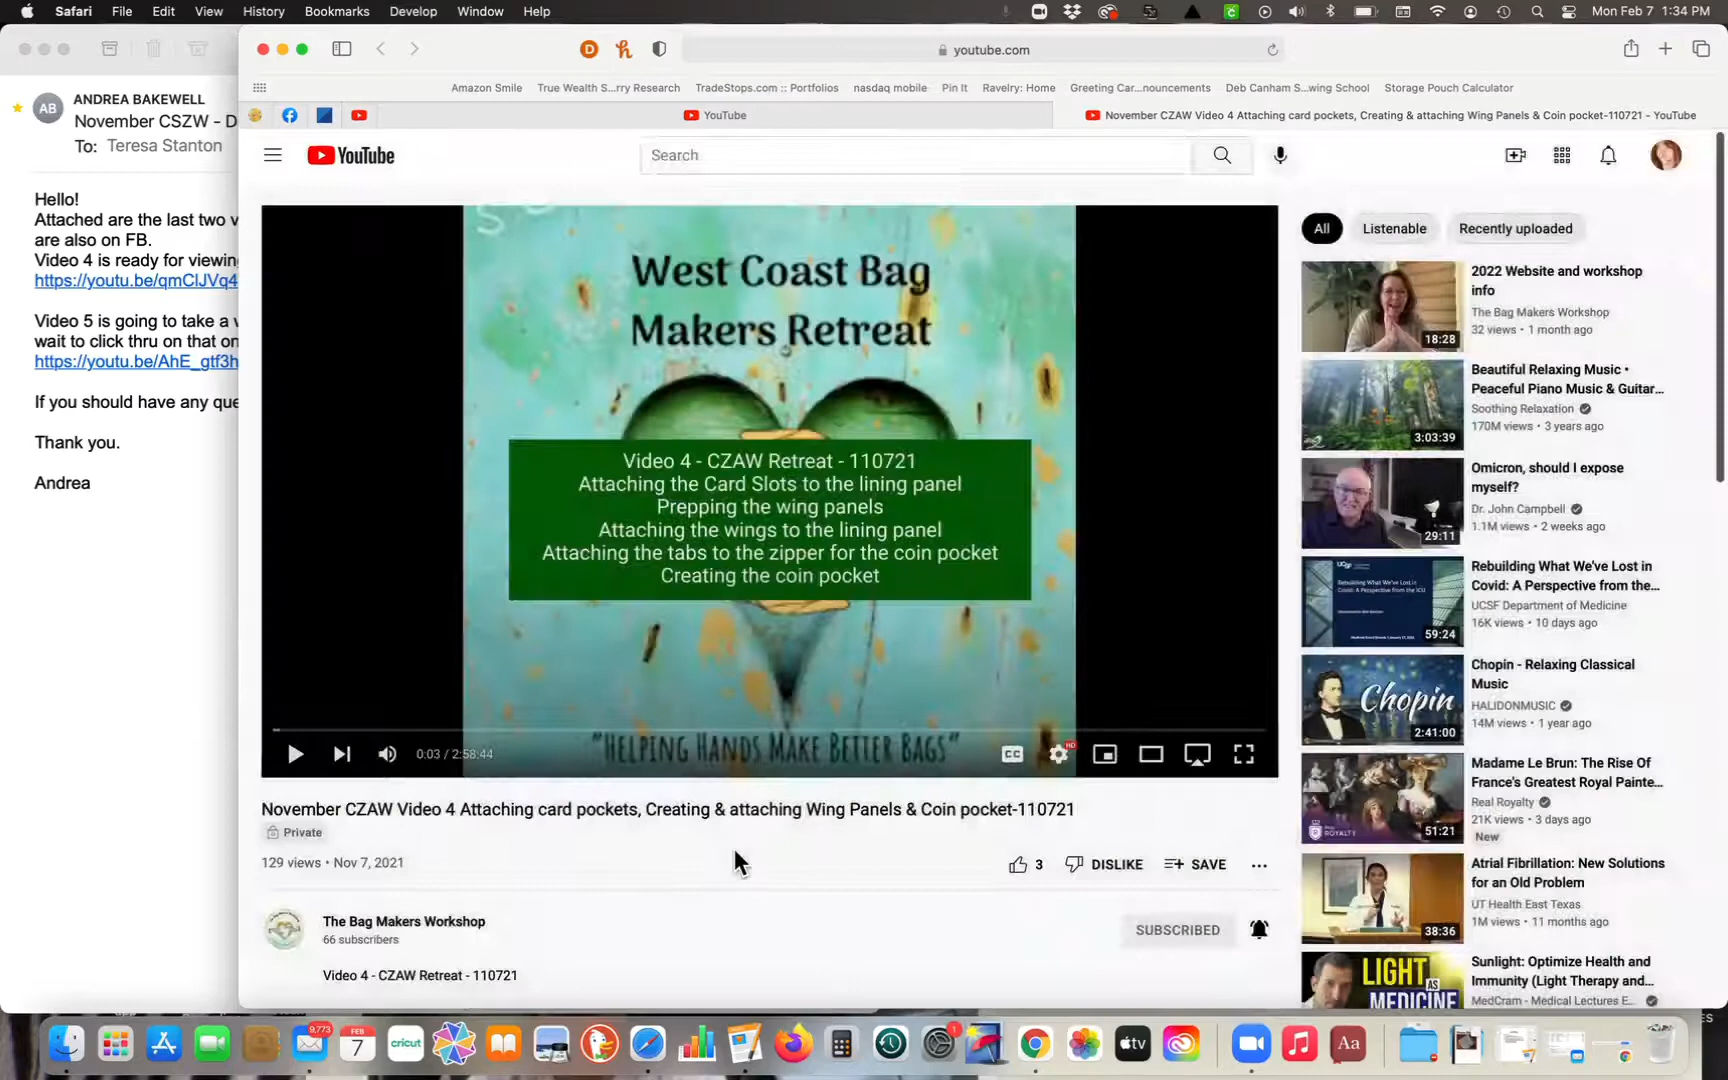 Safari File Edit View History Bookmarks Develop Window Help
Mon Feb 7 1:34 PM
ANDREA BAKEWELL
AB
November CSZW - D
To: Teresa Stanton
Hello!
Attached are the last two v
are also on FB.
Video 4 is ready for viewing
https://youtu.be/qmClJVq4
Video 5 is going to take a
wait to click thru on that on
https://youtu.be/AhE_gtf3h
If you should have any que
Thank you.
Andrea
youtube.com
Amazon Smile True Wealth S...rry Research TradeStops.com :: Portfolios nasdaq mobile Pin It Ravelry: Home Greeting Car...nouncements Deb Canham S...wing School Storage Pouch Calculator
YouTube
November CZAW Video 4 Attaching card pockets, Creating & attaching Wing Panels & Coin pocket-110721 - YouTube
YouTube
Search
West Coast Bag
Makers Retreat
Video 4 - CZAW Retreat - 110721
Attaching the Card Slots to the lining panel
Prepping the wing panels
Attaching the wings to the lining panel
Attaching the tabs to the zipper for the coin pocket
Creating the coin pocket
"HELPING HANDS MAKE BETTER BAGS"
0:03 / 2:58:44
CC
HD
November CZAW Video 4 Attaching card pockets, Creating & attaching Wing Panels & Coin pocket-110721
Private
129 views • Nov 7, 2021
3 DISLIKE SAVE
The Bag Makers Workshop
66 subscribers
SUBSCRIBED
Video 4 - CZAW Retreat - 110721
All Listenable Recently uploaded
2022 Website and workshop
info
The Bag Makers Workshop
32 views • 1 month ago
18:28
Beautiful Relaxing Music •
Peaceful Piano Music & Guitar...
Soothing Relaxation
170M views • 3 years ago
3:03:39
Omicron, should I expose
myself?
Dr. John Campbell
1.1M views • 2 weeks ago
29:11
Rebuilding What We've Lost in
Covid: A Perspective from the...
UCSF Department of Medicine
16K views • 10 days ago
59:24
Chopin - Relaxing Classical
Music
HALIDONMUSIC
14M views • 1 year ago
Chopin
2:41:00
Madame Le Brun: The Rise Of
France's Greatest Royal Painte...
Real Royalty
21K views • 3 days ago
New
ROYALTY
51:21
Atrial Fibrillation: New Solutions
for an Old Problem
UT Health East Texas
1M views • 11 months ago
38:36
Sunlight: Optimize Health and
Immunity (Light Therapy and...
MedCram - Medical Lectures E...
LIGHT
AS
MEDICINE
9,773
FEB
7
cricut
1
tv
Aa